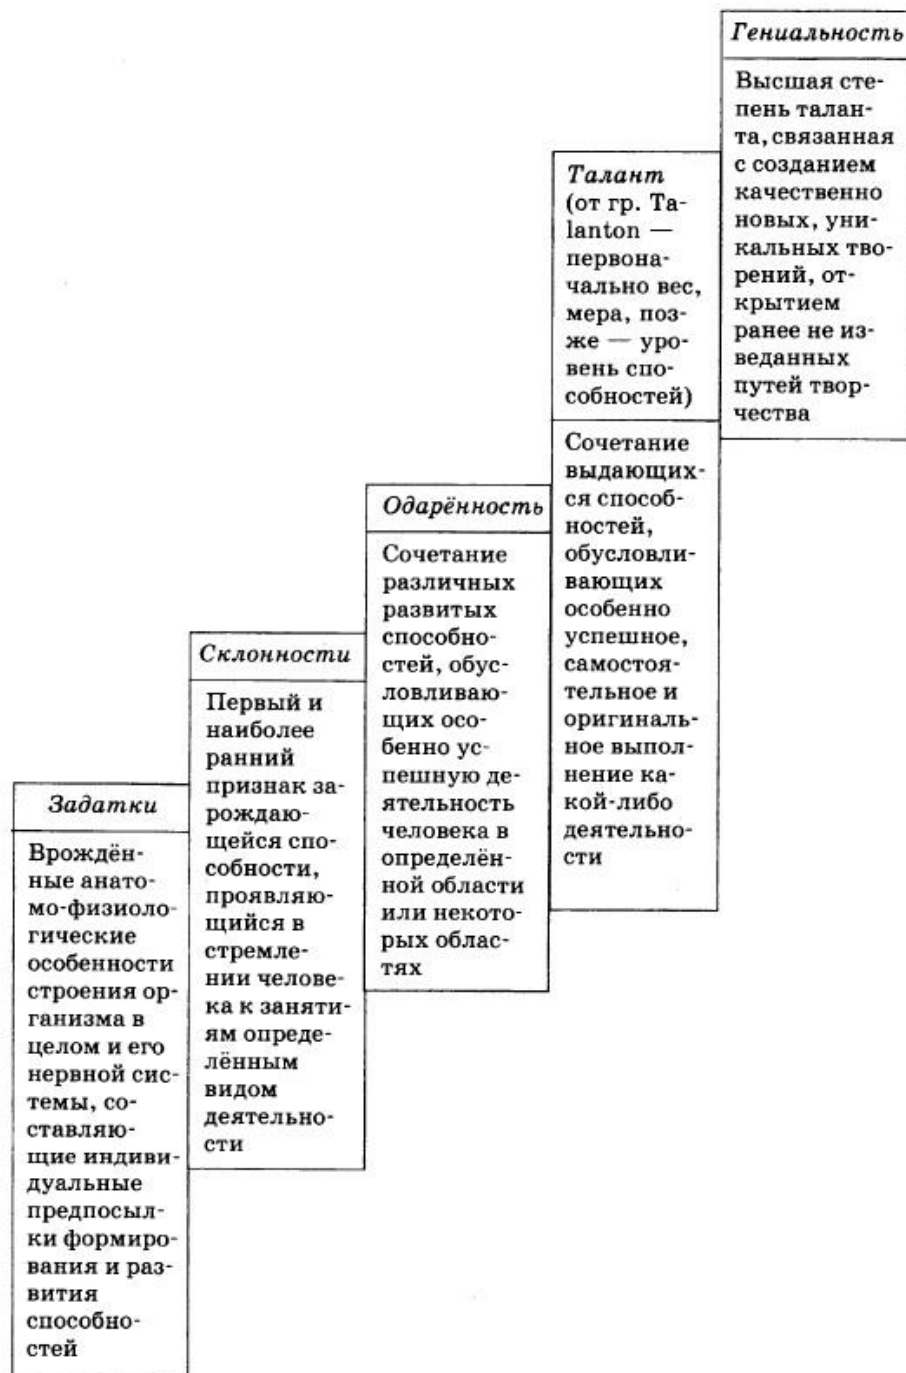 Гениальность
Высшая сте-
пень талан-
та, связанная
с созданием
качественно
новых, уни-
кальных тво-
рений, от-
крытием
ранее не из-
веданных
путей твор-
чества
Талант
(от гр. Ta-
lanton —
первона-
чально вес,
мера, поз-
же — уро-
вень спо-
собностей)
Сочетание
выдающих-
ся способ-
ностей,
обусловли-
вающих
особенно
успешное,
самостоя-
тельное и
оригиналь-
ное выпол-
нение ка-
кой-либо
деятельно-
сти
Одарённость
Сочетание
различных
развитых
способно-
стей, обус-
ловливаю-
щих осо-
бенно ус-
пешную де-
ятельность
человека в
определён-
ной области
или некото-
рых облас-
тях
Склонности
Первый и
наиболее
ранний
признак за-
рождаю-
щейся спо-
собности,
проявляю-
щийся в
стремле-
нии челове-
ка к заняти-
ям опреде-
лённым
видом
деятельно-
сти
Задатки
Врождён-
ные анато-
мо-физиоло-
гические
особенности
строения ор-
ганизма в
целом и его
нервной сис-
темы, со-
ставляю-
щие индиви-
дуальные
предпосыл-
ки формиро-
вания и раз-
вития
способно-
стей